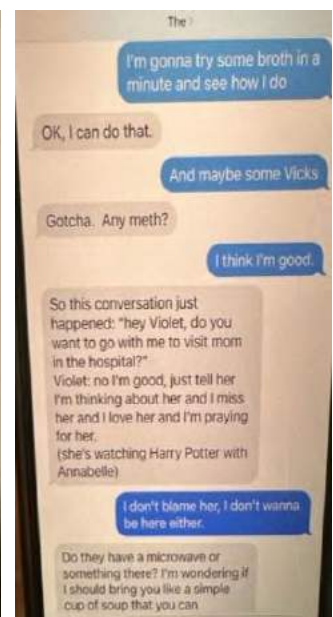 The
I'm gonna try some broth in a
minute and see how I do
OK, I can do that.
And maybe some Vicks
Gotcha. Any meth?
I think I'm good.
So this conversation just
happened: "hey Violet, do you
want to go with me to visit mom
in the hospital?"
Violet: no I'm good, just tell her
I'm thinking about her and I miss
her and I love her and I'm praying
for her.
(she's watching Harry Potter with
Annabelle)
I don't blame her, I don't wanna
be here either.
Do they have a microwave or
something there? I'm wondering if
I should bring you like a simple
cup of soup that you can